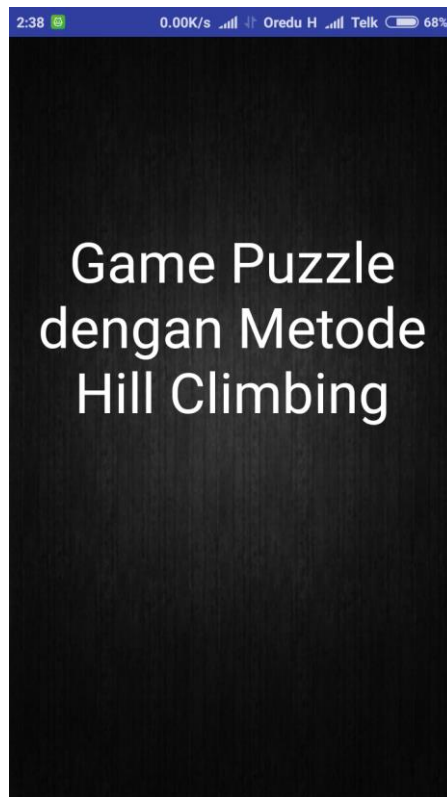 2:38 0.00K/s Oredu H Telk 68%
Game Puzzle
dengan Metode
Hill Climbing